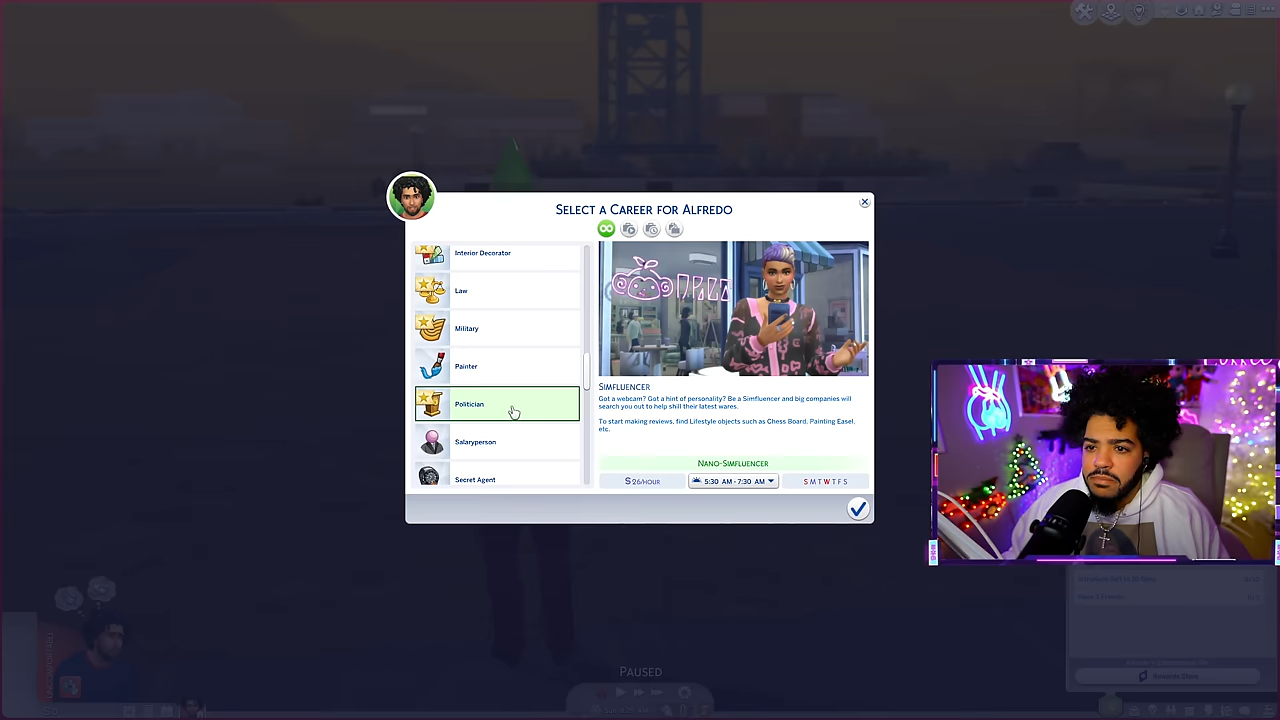 SELECT A CAREER FOR ALFREDO
Interior Decorator
Law
Military
Painter
Politician
Salaryperson
Secret Agent
SIMFLUENCER
Got a webcam? Got a hint of personality? Be a Simfluencer and big companies will
search you out to help shill their latest wares.
To start making reviews, find Lifestyle objects such as Chess Board, Painting Easel,
etc.
NANO-SIMFLUENCER
§26/HOUR
5:30 AM - 7:30 AM
S M T W T F S
PAUSED
Rewards Store